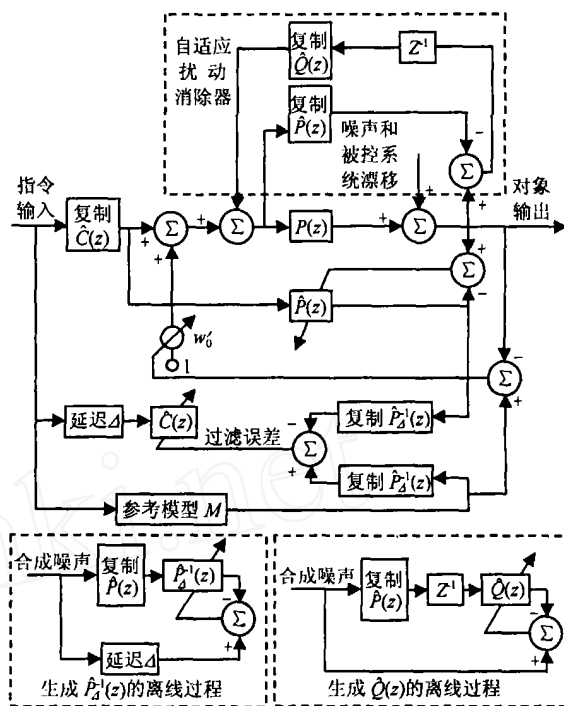 自适应
扰 动
消除器
复制
Q̂(z)
Z⁻¹
复制
P̂(z)
噪声和
被控系
统漂移
−
Σ
+
+
指令
输入
复制
Ĉ(z)
+
Σ
+
+
Σ
P(z)
+
Σ
对象
输出
+
Σ
−
P̂(z)
w₀′
1
−
Σ
+
延迟Δ
Ĉ(z)
过滤误差
−
Σ
+
复制 P̂Δ⁻¹(z)
复制 P̂Δ⁻¹(z)
参考模型 M
合成噪声
复制
P̂(z)
P̂Δ⁻¹(z)
−
Σ
+
延迟Δ
生成 P̂Δ⁻¹(z)的离线过程
合成噪声
复制
P̂(z)
Z⁻¹
Q̂(z)
−
Σ
+
生成 Q̂(z)的离线过程